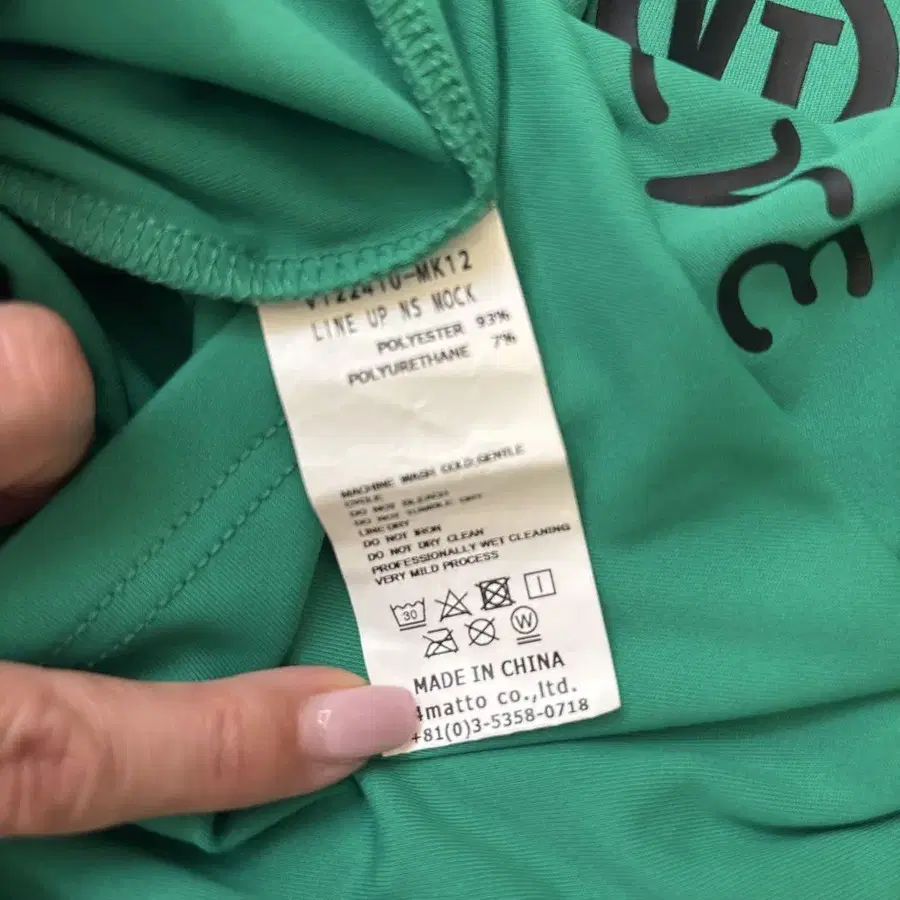 VT
VT22410-MK12
LINE UP NS MOCK
POLYESTER 93%
POLYURETHANE 7%
MACHINE WASH COLD,GENTLE
CYCLE
DO NOT BLEACH
DO NOT TUMBLE DRY
LINE DRY
DO NOT IRON
DO NOT DRY CLEAN
PROFESSIONALLY WET CLEANING
VERY MILD PROCESS
30
W
MADE IN CHINA
4matto co.,ltd.
+81(0)3-5358-0718